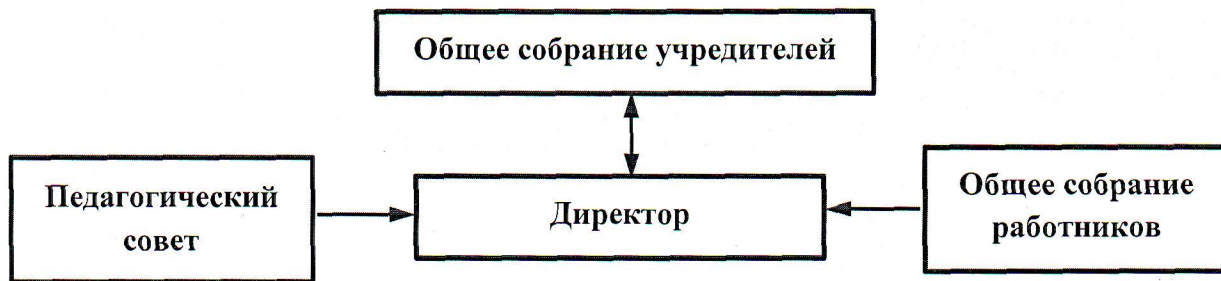 Общее собрание учредителей
Педагогический
совет
Директор
Общее собрание
работников